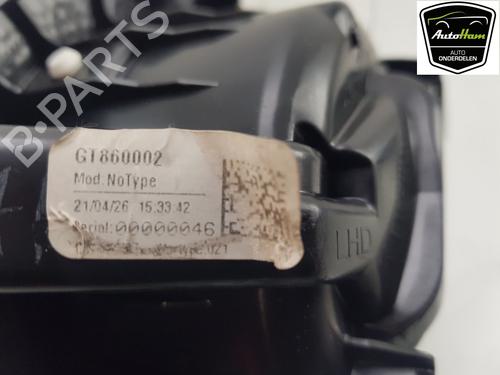 AutoHam
AUTO
ONDERDELEN
B-PARTS
GT860002
Mod.NoType
21/04/26 15:33:42
Serial:00000046
LHD